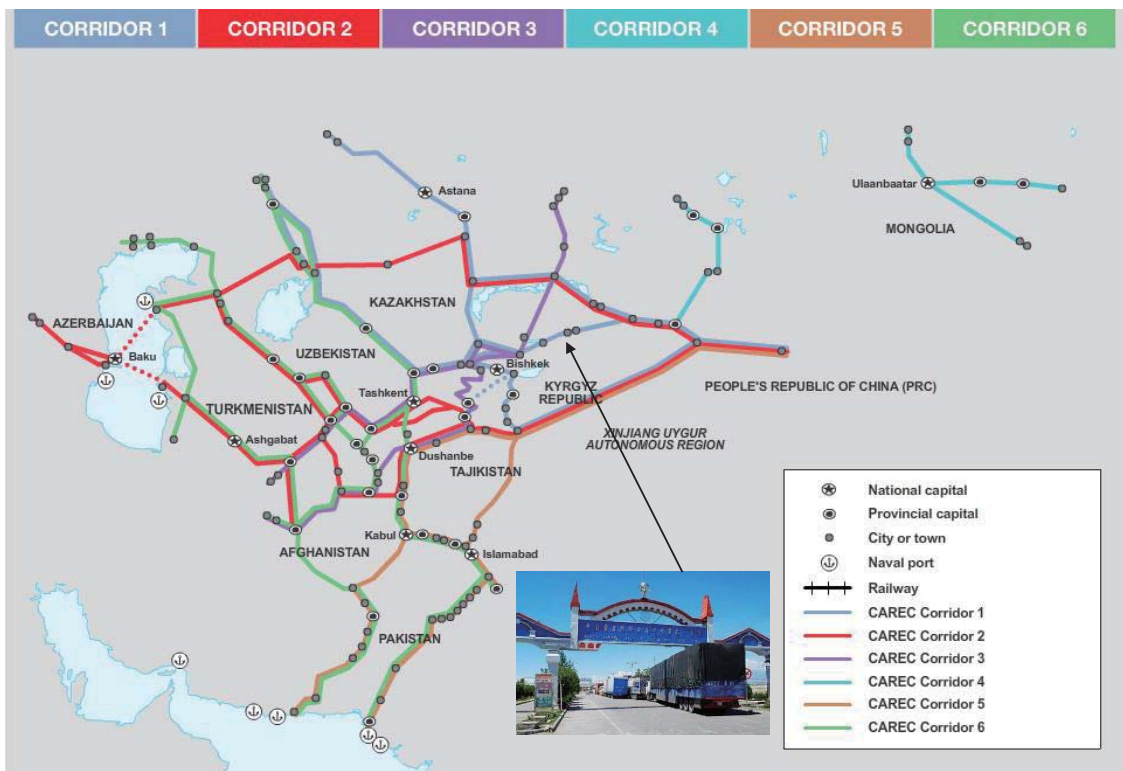 CORRIDOR 1
CORRIDOR 2
CORRIDOR 3
CORRIDOR 4
CORRIDOR 5
CORRIDOR 6
Astana
Ulaanbaatar
MONGOLIA
KAZAKHSTAN
AZERBAIJAN
Baku
UZBEKISTAN
Bishkek
KYRGYZ
REPUBLIC
PEOPLE'S REPUBLIC OF CHINA (PRC)
Tashkent
TURKMENISTAN
XINJIANG UYGUR
AUTONOMOUS REGION
Ashgabat
Dushanbe
TAJIKISTAN
Kabul
Islamabad
AFGHANISTAN
PAKISTAN
National capital
Provincial capital
City or town
Naval port
Railway
CAREC Corridor 1
CAREC Corridor 2
CAREC Corridor 3
CAREC Corridor 4
CAREC Corridor 5
CAREC Corridor 6